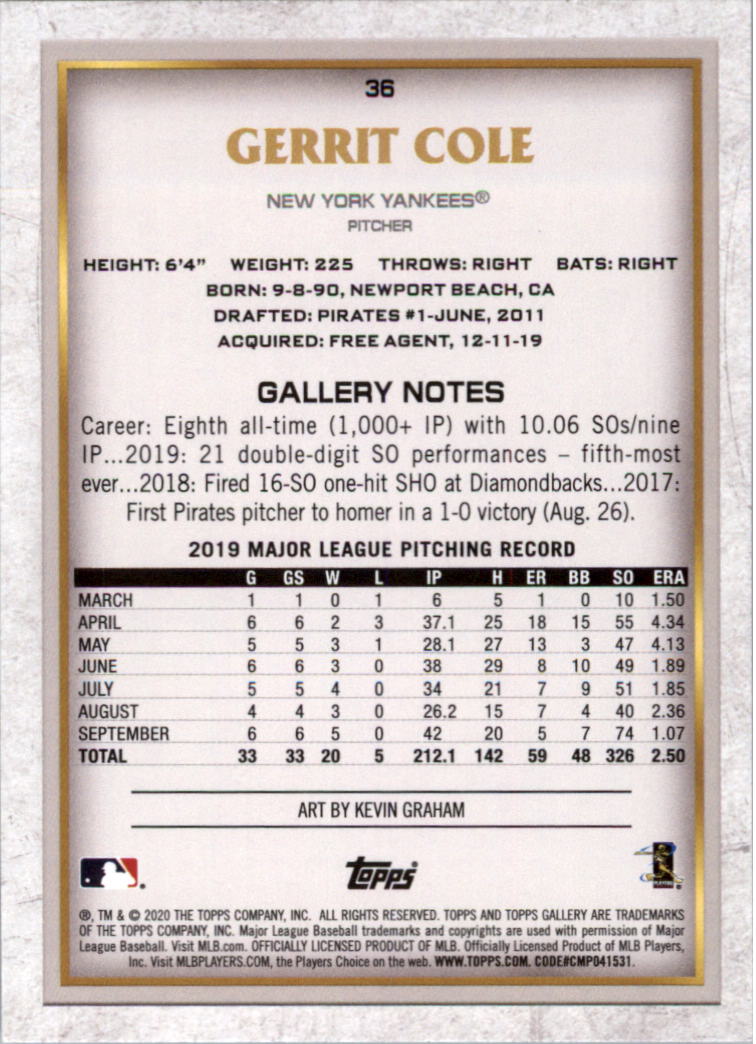 36
GERRIT COLE
NEW YORK YANKEES®
PITCHER
HEIGHT: 6'4" WEIGHT: 225 THROWS: RIGHT BATS: RIGHT
BORN: 9-8-90, NEWPORT BEACH, CA
DRAFTED: PIRATES #1-JUNE, 2011
ACQUIRED: FREE AGENT, 12-11-19
GALLERY NOTES
Career: Eighth all-time (1,000+ IP) with 10.06 SOs/nine
IP...2019: 21 double-digit SO performances – fifth-most
ever...2018: Fired 16-SO one-hit SHO at Diamondbacks...2017:
First Pirates pitcher to homer in a 1-0 victory (Aug. 26).
2019 MAJOR LEAGUE PITCHING RECORD
G GS W L IP H ER BB SO ERA
MARCH 1 1 0 1 6 5 1 0 10 1.50
APRIL 6 6 2 3 37.1 25 18 15 55 4.34
MAY 5 5 3 1 28.1 27 13 3 47 4.13
JUNE 6 6 3 0 38 29 8 10 49 1.89
JULY 5 5 4 0 34 21 7 9 51 1.85
AUGUST 4 4 3 0 26.2 15 7 4 40 2.36
SEPTEMBER 6 6 5 0 42 20 5 7 74 1.07
TOTAL 33 33 20 5 212.1 142 59 48 326 2.50
ART BY KEVIN GRAHAM
topps
PLAYERS
®, TM & © 2020 THE TOPPS COMPANY, INC. ALL RIGHTS RESERVED. TOPPS AND TOPPS GALLERY ARE TRADEMARKS
OF THE TOPPS COMPANY, INC. Major League Baseball trademarks and copyrights are used with permission of Major
League Baseball. Visit MLB.com. OFFICIALLY LICENSED PRODUCT OF MLB. Officially Licensed Product of MLB Players,
Inc. Visit MLBPLAYERS.COM, the Players Choice on the web. WWW.TOPPS.COM. CODE#CMP041531.